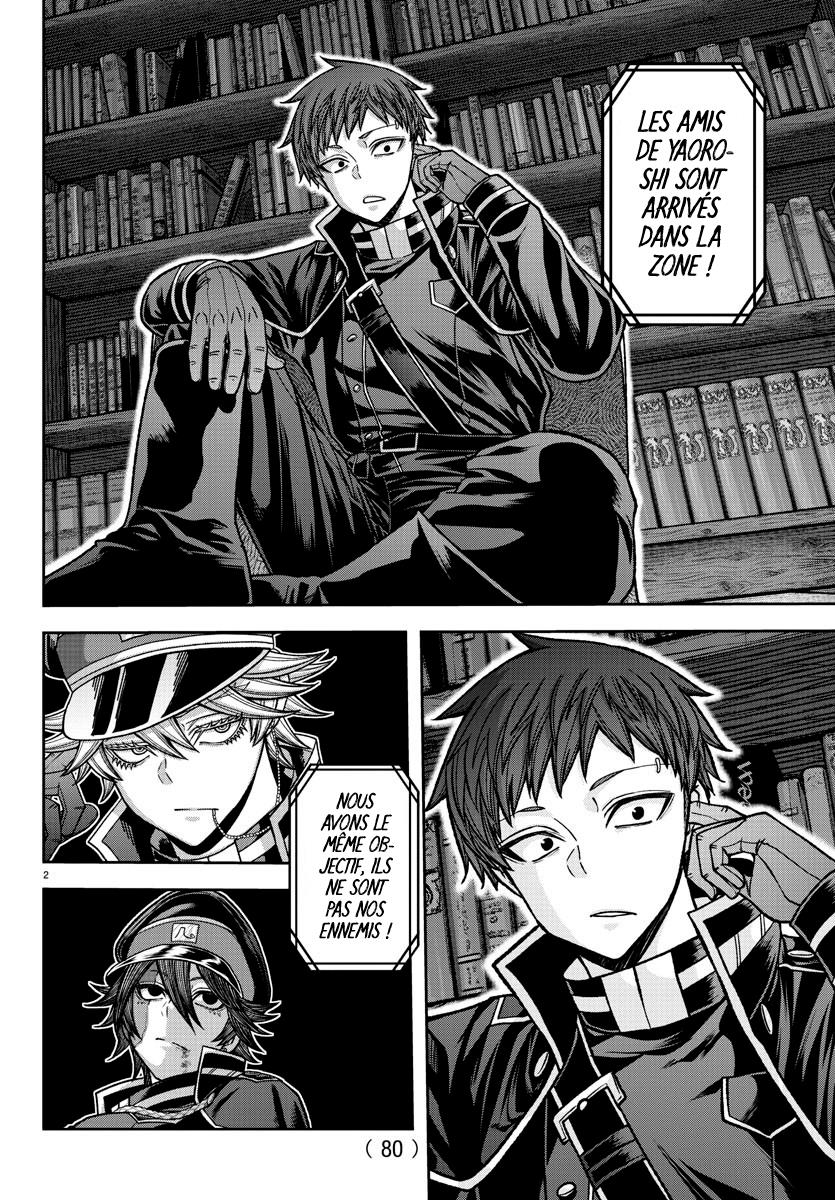 LES AMIS
DE YAORO-
SHI SONT
ARRIVÉS
DANS LA
ZONE !
NOUS
AVONS LE
MÊME OB-
JECTIF, ILS
NE SONT
PAS NOS
ENNEMIS !
2
( 80 )